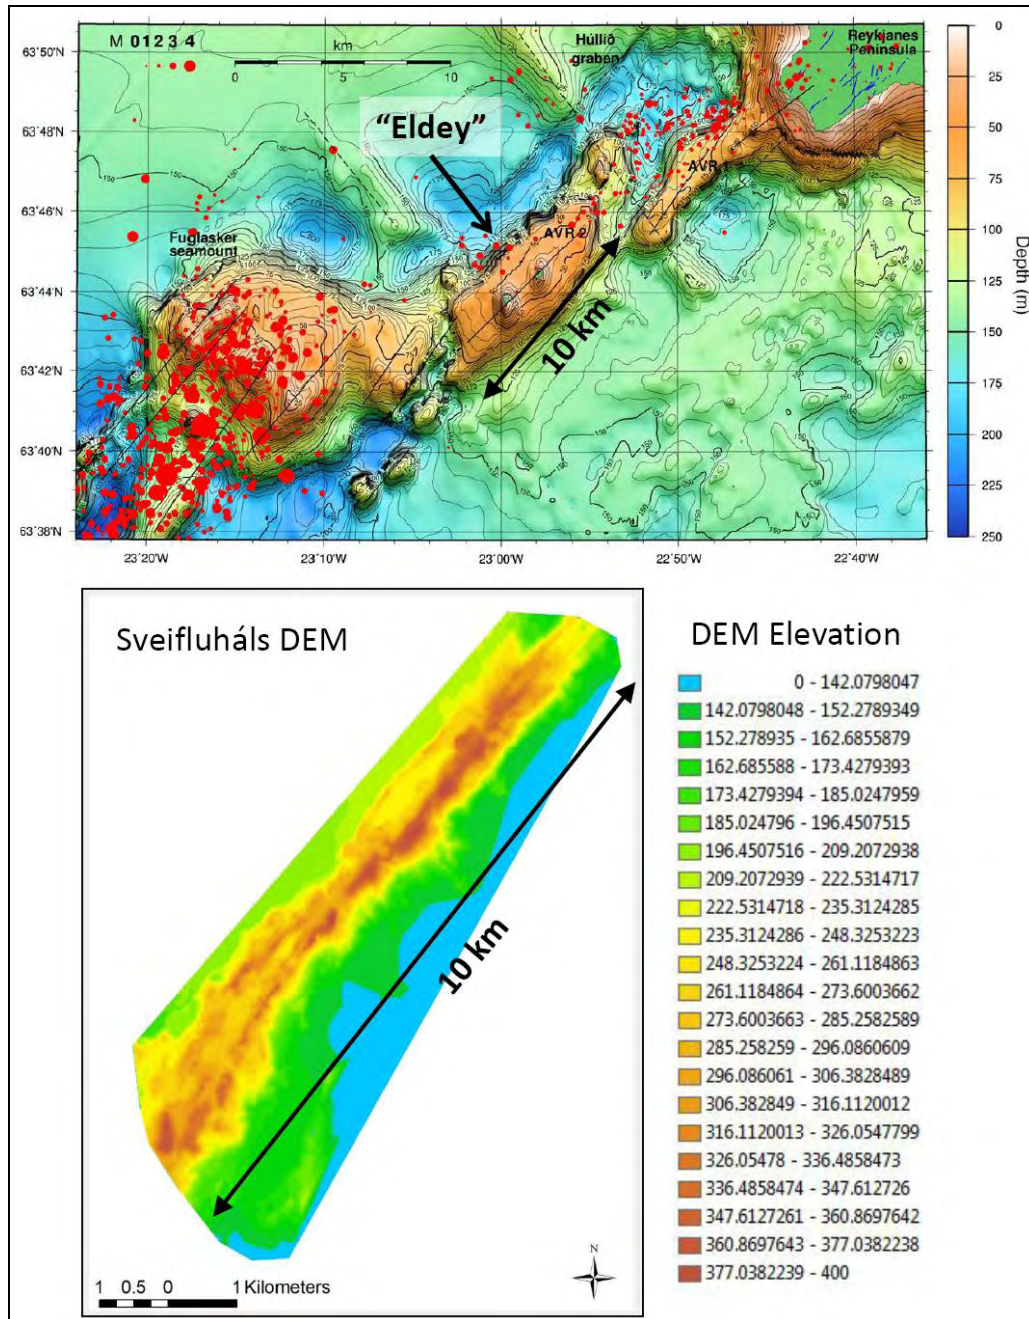 M 0 1 2 3 4
km
0 5 10
Húllið
graben
Reykjanes
Peninsula
"Eldey"
AVR 1
AVR 2
Fuglasker
seamount
10 km
63˚50'N
63˚48'N
63˚46'N
63˚44'N
63˚42'N
63˚40'N
63˚38'N
23˚20'W 23˚10'W 23˚00'W 22˚50'W 22˚40'W
0
25
50
75
100
125
150
175
200
225
250
Depth (m)
Sveifluháls DEM
10 km
N
1 0.5 0 1 Kilometers
DEM Elevation
0 - 142.0798047
142.0798048 - 152.2789349
152.278935 - 162.6855879
162.685588 - 173.4279393
173.4279394 - 185.0247959
185.024796 - 196.4507515
196.4507516 - 209.2072938
209.2072939 - 222.5314717
222.5314718 - 235.3124285
235.3124286 - 248.3253223
248.3253224 - 261.1184863
261.1184864 - 273.6003662
273.6003663 - 285.2582589
285.258259 - 296.0860609
296.086061 - 306.3828489
306.382849 - 316.1120012
316.1120013 - 326.0547799
326.05478 - 336.4858473
336.4858474 - 347.612726
347.6127261 - 360.8697642
360.8697643 - 377.0382238
377.0382239 - 400